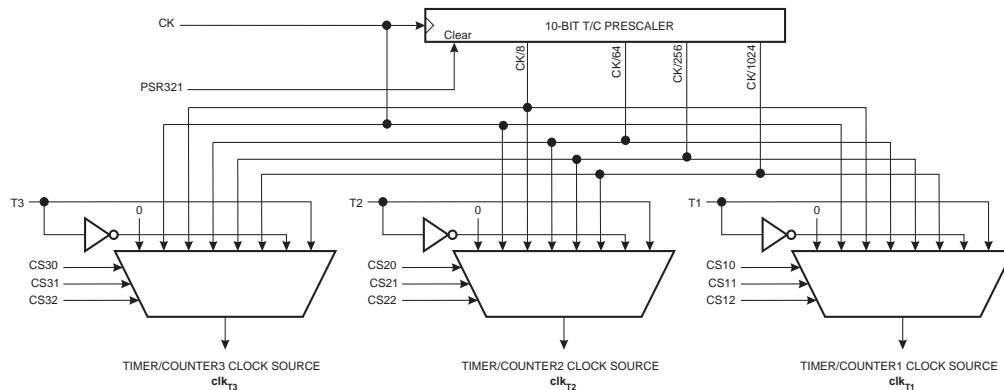 CK
10-BIT T/C PRESCALER
Clear
CK/8
CK/64
CK/256
CK/1024
PSR321
T3
0
T2
0
T1
0
CS30
CS31
CS32
CS20
CS21
CS22
CS10
CS11
CS12
TIMER/COUNTER3 CLOCK SOURCE
clkT3
TIMER/COUNTER2 CLOCK SOURCE
clkT2
TIMER/COUNTER1 CLOCK SOURCE
clkT1